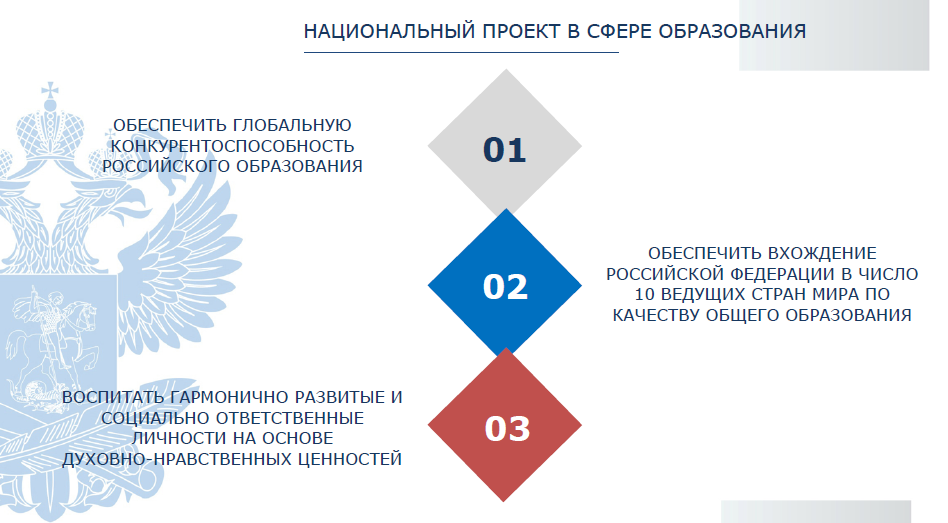 НАЦИОНАЛЬНЫЙ ПРОЕКТ В СФЕРЕ ОБРАЗОВАНИЯ
ОБЕСПЕЧИТЬ ГЛОБАЛЬНУЮ
КОНКУРЕНТОСПОСОБНОСТЬ
РОССИЙСКОГО ОБРАЗОВАНИЯ
01
02
ОБЕСПЕЧИТЬ ВХОЖДЕНИЕ
РОССИЙСКОЙ ФЕДЕРАЦИИ В ЧИСЛО
10 ВЕДУЩИХ СТРАН МИРА ПО
КАЧЕСТВУ ОБЩЕГО ОБРАЗОВАНИЯ
ВОСПИТАТЬ ГАРМОНИЧНО РАЗВИТЫЕ И
СОЦИАЛЬНО ОТВЕТСТВЕННЫЕ
ЛИЧНОСТИ НА ОСНОВЕ
ДУХОВНО-НРАВСТВЕННЫХ ЦЕННОСТЕЙ
03